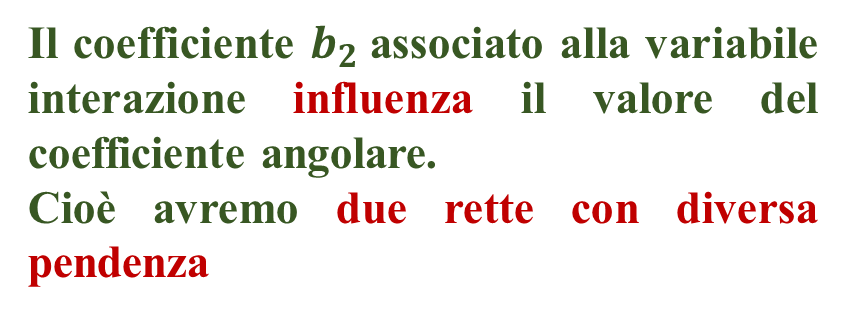 Il coefficiente b₂ associato alla variabile
interazione influenza il valore del
coefficiente angolare.
Cioè avremo due rette con diversa
pendenza